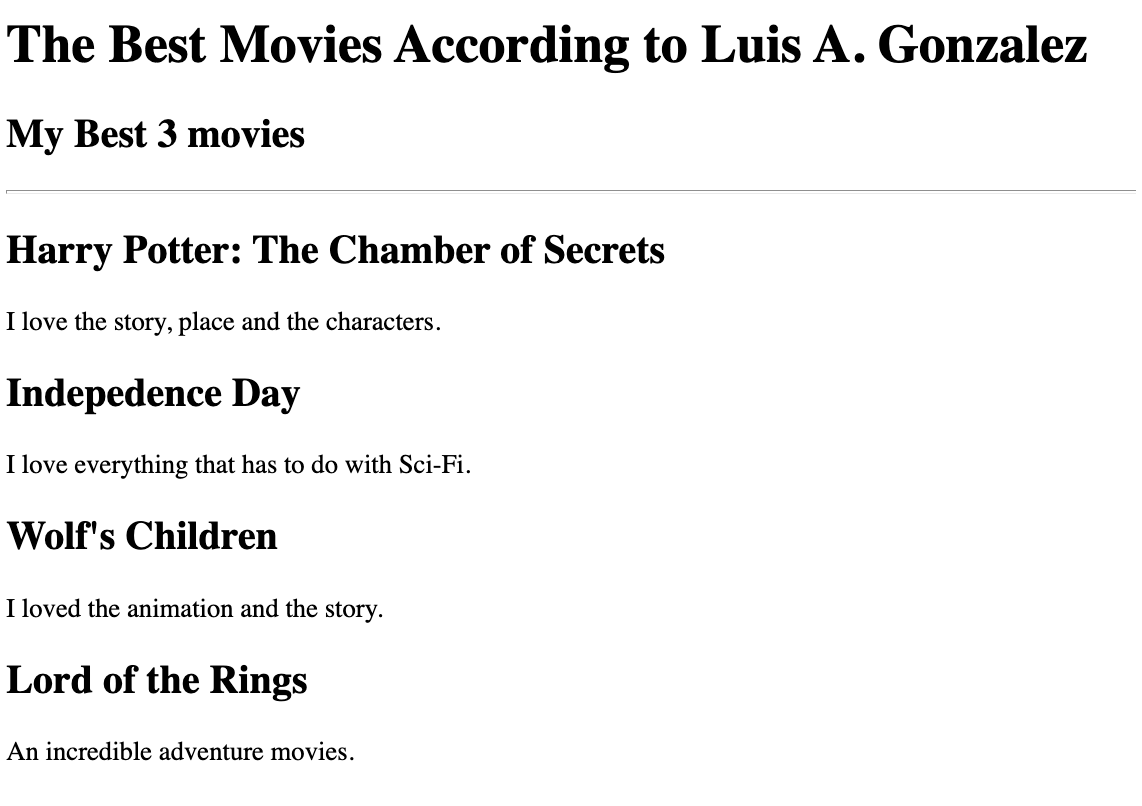 The Best Movies According to Luis A. Gonzalez
My Best 3 movies
Harry Potter: The Chamber of Secrets
I love the story, place and the characters.
Indepedence Day
I love everything that has to do with Sci-Fi.
Wolf's Children
I loved the animation and the story.
Lord of the Rings
An incredible adventure movies.